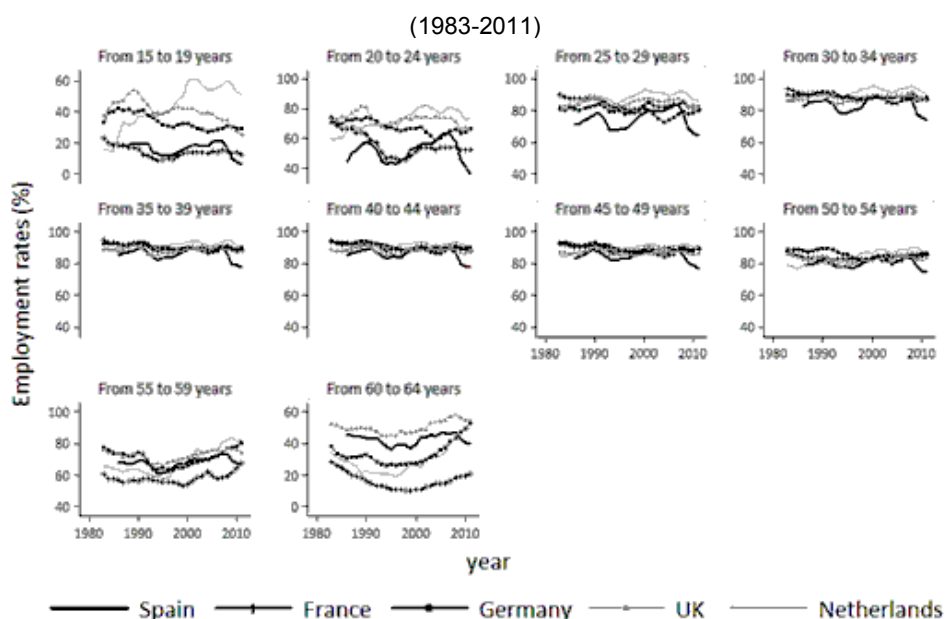 (1983-2011)
From 15 to 19 years
From 20 to 24 years
From 25 to 29 years
From 30 to 34 years
60
40
20
0
100
80
60
40
100
80
60
40
100
80
60
40
Employment rates (%)
From 35 to 39 years
From 40 to 44 years
From 45 to 49 years
From 50 to 54 years
100
80
60
40
100
80
60
40
100
80
60
40
100
80
60
40
1980 1990 2000 2010
1980 1990 2000 2010
From 55 to 59 years
From 60 to 64 years
100
80
60
40
60
40
20
0
1980 1990 2000 2010
1980 1990 2000 2010
year
Spain France Germany UK Netherlands